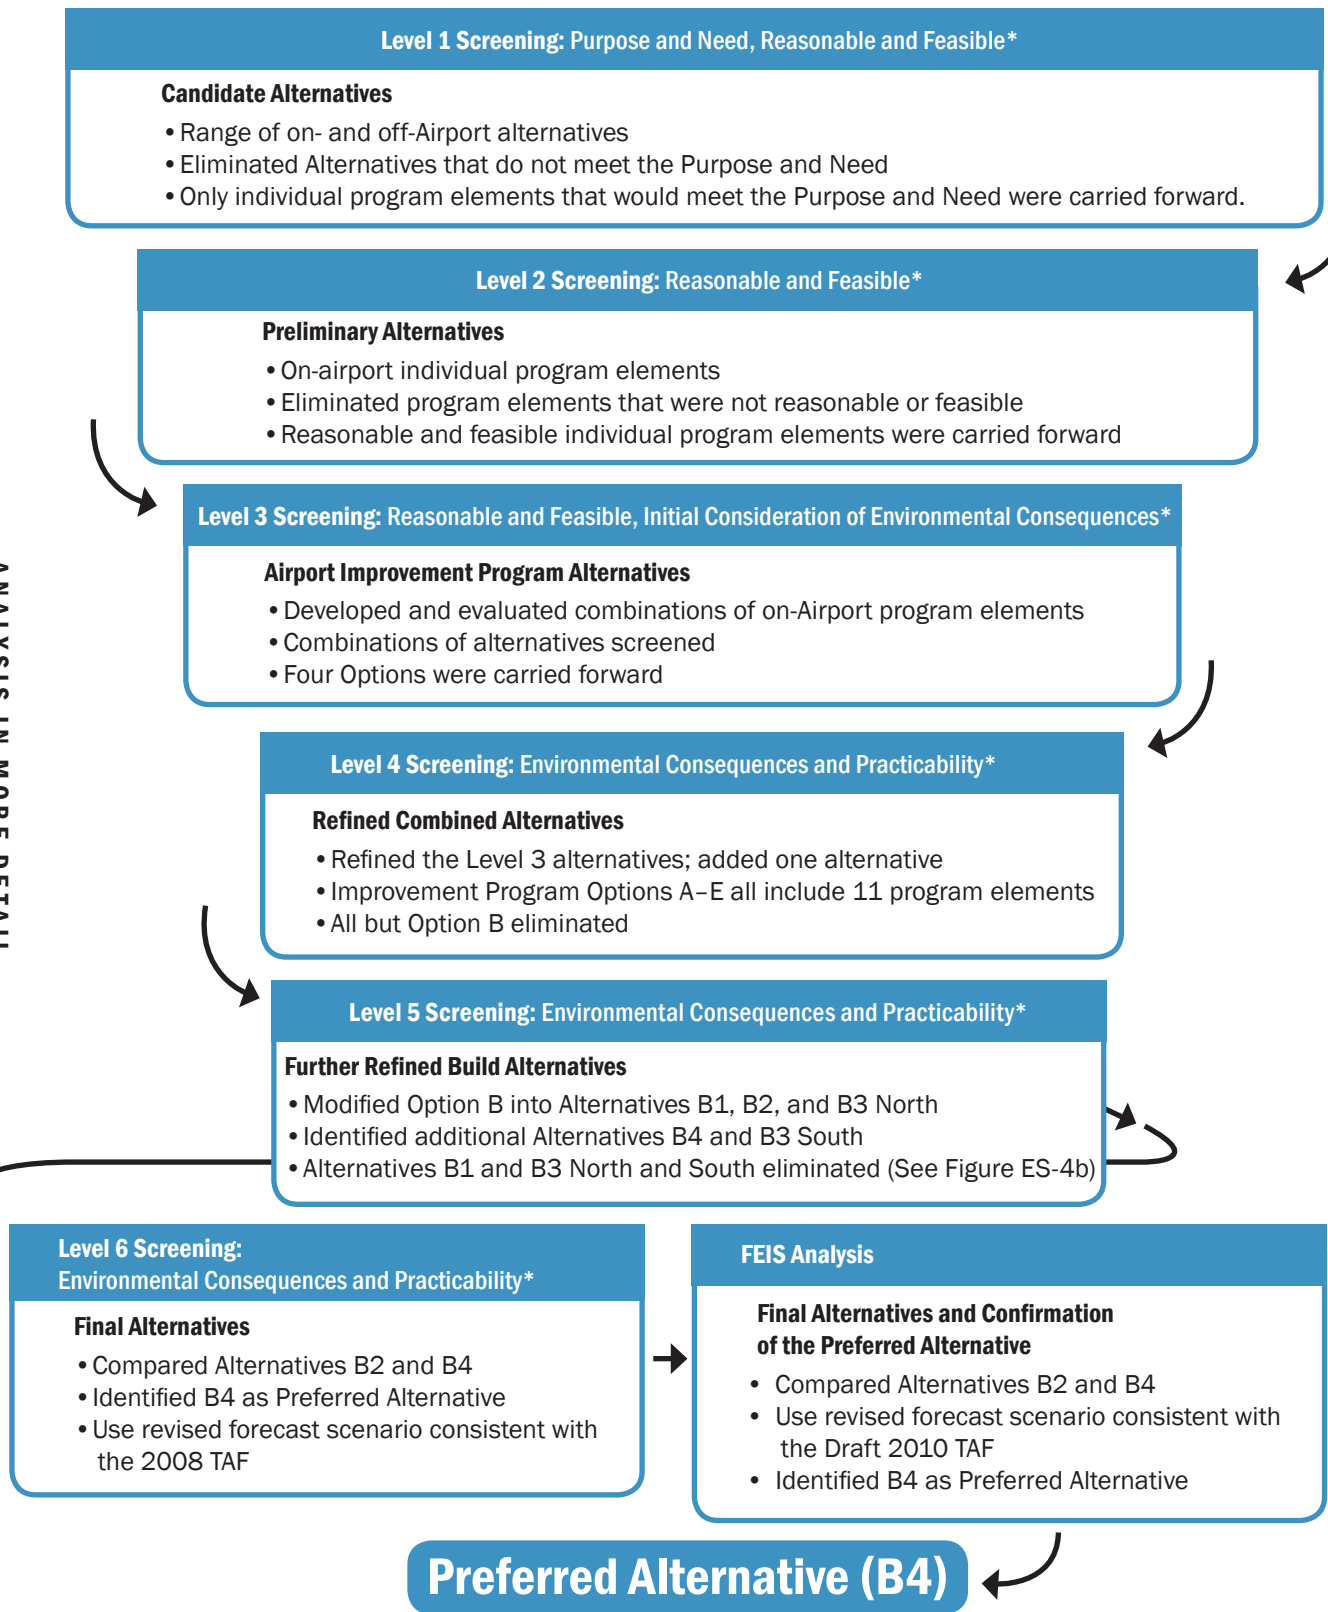 Level 1 Screening: Purpose and Need, Reasonable and Feasible*
Candidate Alternatives
• Range of on- and off-Airport alternatives
• Eliminated Alternatives that do not meet the Purpose and Need
• Only individual program elements that would meet the Purpose and Need were carried forward.
Level 2 Screening: Reasonable and Feasible*
Preliminary Alternatives
• On-airport individual program elements
• Eliminated program elements that were not reasonable or feasible
• Reasonable and feasible individual program elements were carried forward
Level 3 Screening: Reasonable and Feasible, Initial Consideration of Environmental Consequences*
Airport Improvement Program Alternatives
• Developed and evaluated combinations of on-Airport program elements
• Combinations of alternatives screened
• Four Options were carried forward
ANALYSIS IN MORE DETAIL
Level 4 Screening: Environmental Consequences and Practicability*
Refined Combined Alternatives
• Refined the Level 3 alternatives; added one alternative
• Improvement Program Options A–E all include 11 program elements
• All but Option B eliminated
Level 5 Screening: Environmental Consequences and Practicability*
Further Refined Build Alternatives
• Modified Option B into Alternatives B1, B2, and B3 North
• Identified additional Alternatives B4 and B3 South
• Alternatives B1 and B3 North and South eliminated (See Figure ES-4b)
Level 6 Screening:
Environmental Consequences and Practicability*
Final Alternatives
• Compared Alternatives B2 and B4
• Identified B4 as Preferred Alternative
• Use revised forecast scenario consistent with
the 2008 TAF
FEIS Analysis
Final Alternatives and Confirmation
of the Preferred Alternative
• Compared Alternatives B2 and B4
• Use revised forecast scenario consistent with
the Draft 2010 TAF
• Identified B4 as Preferred Alternative
Preferred Alternative (B4)